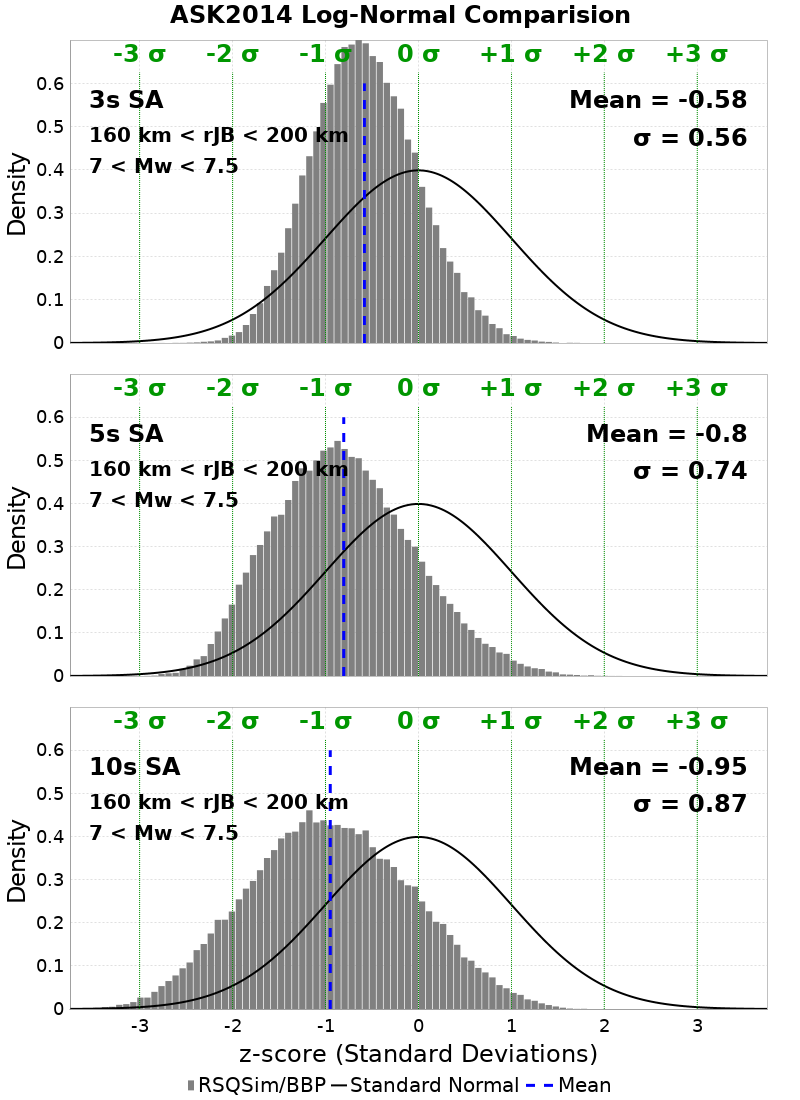 ASK2014 Log-Normal Comparision
-3 σ -2 σ -1 σ 0 σ +1 σ +2 σ +3 σ
3s SA
Mean = -0.58
160 km < rJB < 200 km
σ = 0.56
7 < Mw < 7.5
Density
0.6
0.5
0.4
0.3
0.2
0.1
0
-3 σ -2 σ -1 σ 0 σ +1 σ +2 σ +3 σ
5s SA
Mean = -0.8
160 km < rJB < 200 km
σ = 0.74
7 < Mw < 7.5
Density
0.6
0.5
0.4
0.3
0.2
0.1
0
-3 σ -2 σ -1 σ 0 σ +1 σ +2 σ +3 σ
10s SA
Mean = -0.95
160 km < rJB < 200 km
σ = 0.87
7 < Mw < 7.5
Density
0.6
0.5
0.4
0.3
0.2
0.1
0
-3 -2 -1 0 1 2 3
z-score (Standard Deviations)
RSQSim/BBP Standard Normal Mean